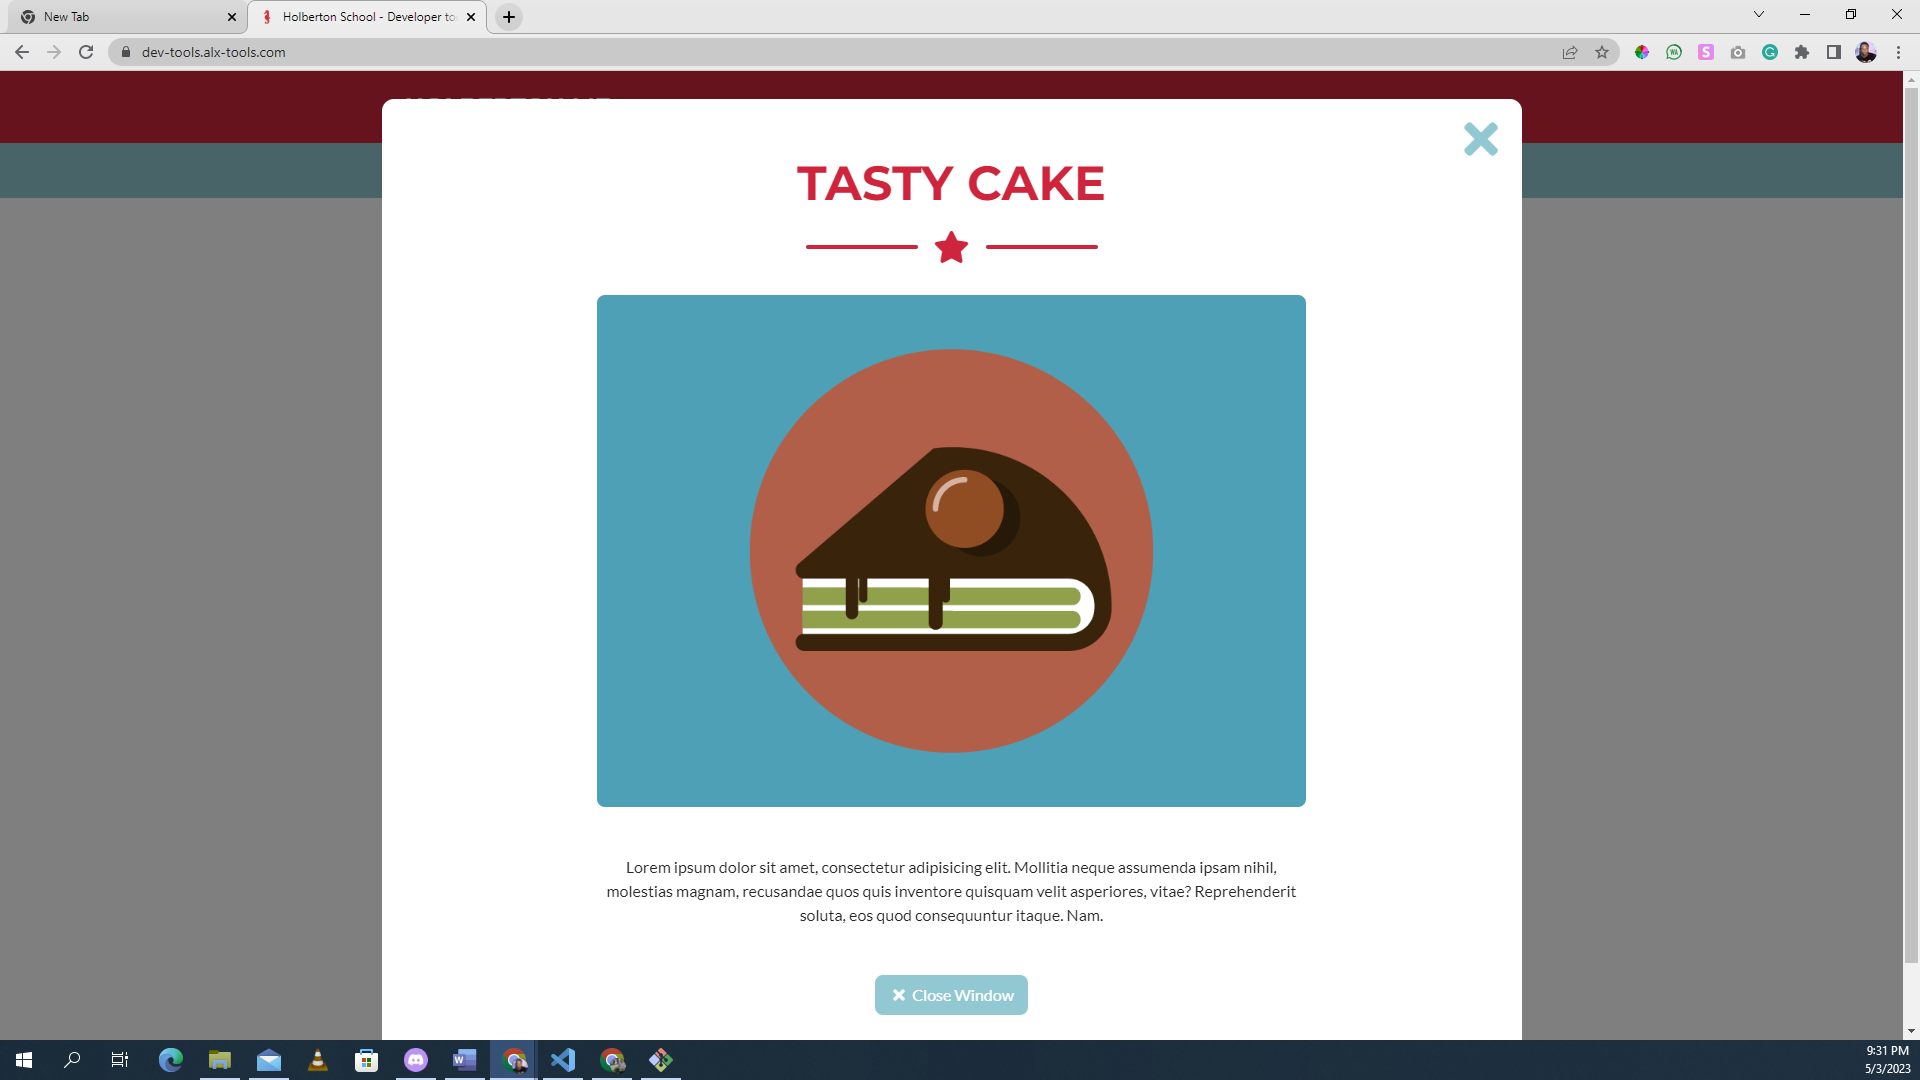 New Tab
Holberton School - Developer to
dev-tools.alx-tools.com
TASTY CAKE
Lorem ipsum dolor sit amet, consectetur adipisicing elit. Mollitia neque assumenda ipsam nihil,
molestias magnam, recusandae quos quis inventore quisquam velit asperiores, vitae? Reprehenderit
soluta, eos quod consequuntur itaque. Nam.
Close Window
9:31 PM
5/3/2023